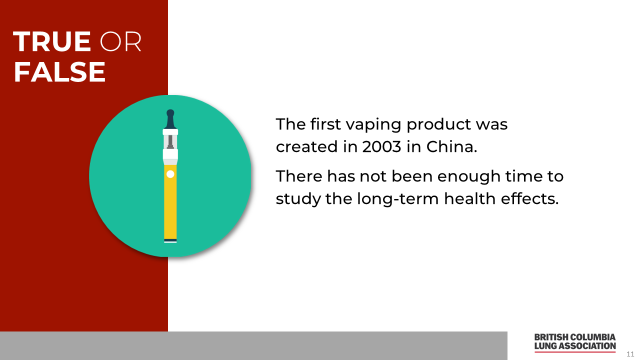 TRUE OR
FALSE
The first vaping product was
created in 2003 in China.
There has not been enough time to
study the long-term health effects.
BRITISH COLUMBIA
LUNG ASSOCIATION
11